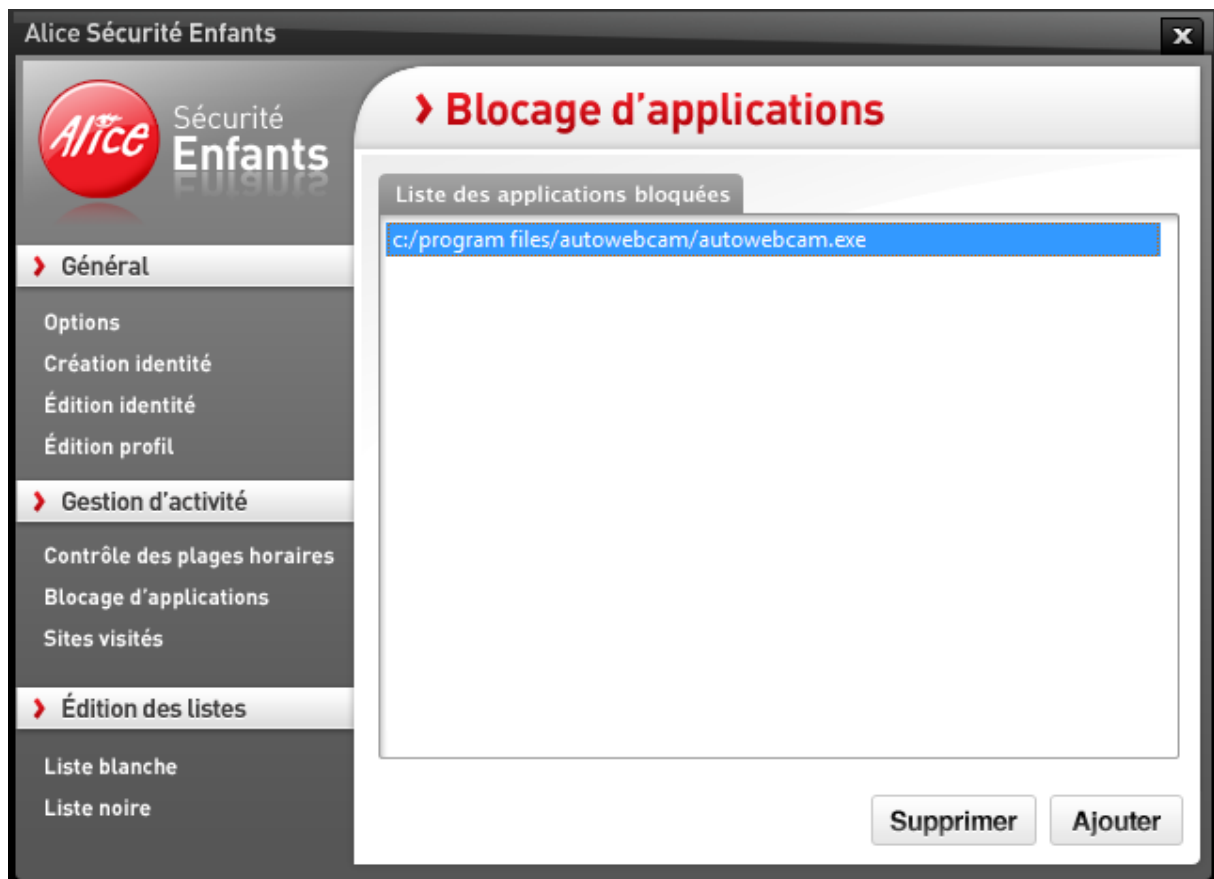 Alice Sécurité Enfants
x
Alice
Sécurité
Enfants
Blocage d'applications
Liste des applications bloquées
c:/program files/autowebcam/autowebcam.exe
Général
Options
Création identité
Édition identité
Édition profil
Gestion d'activité
Contrôle des plages horaires
Blocage d'applications
Sites visités
Édition des listes
Liste blanche
Liste noire
Supprimer
Ajouter